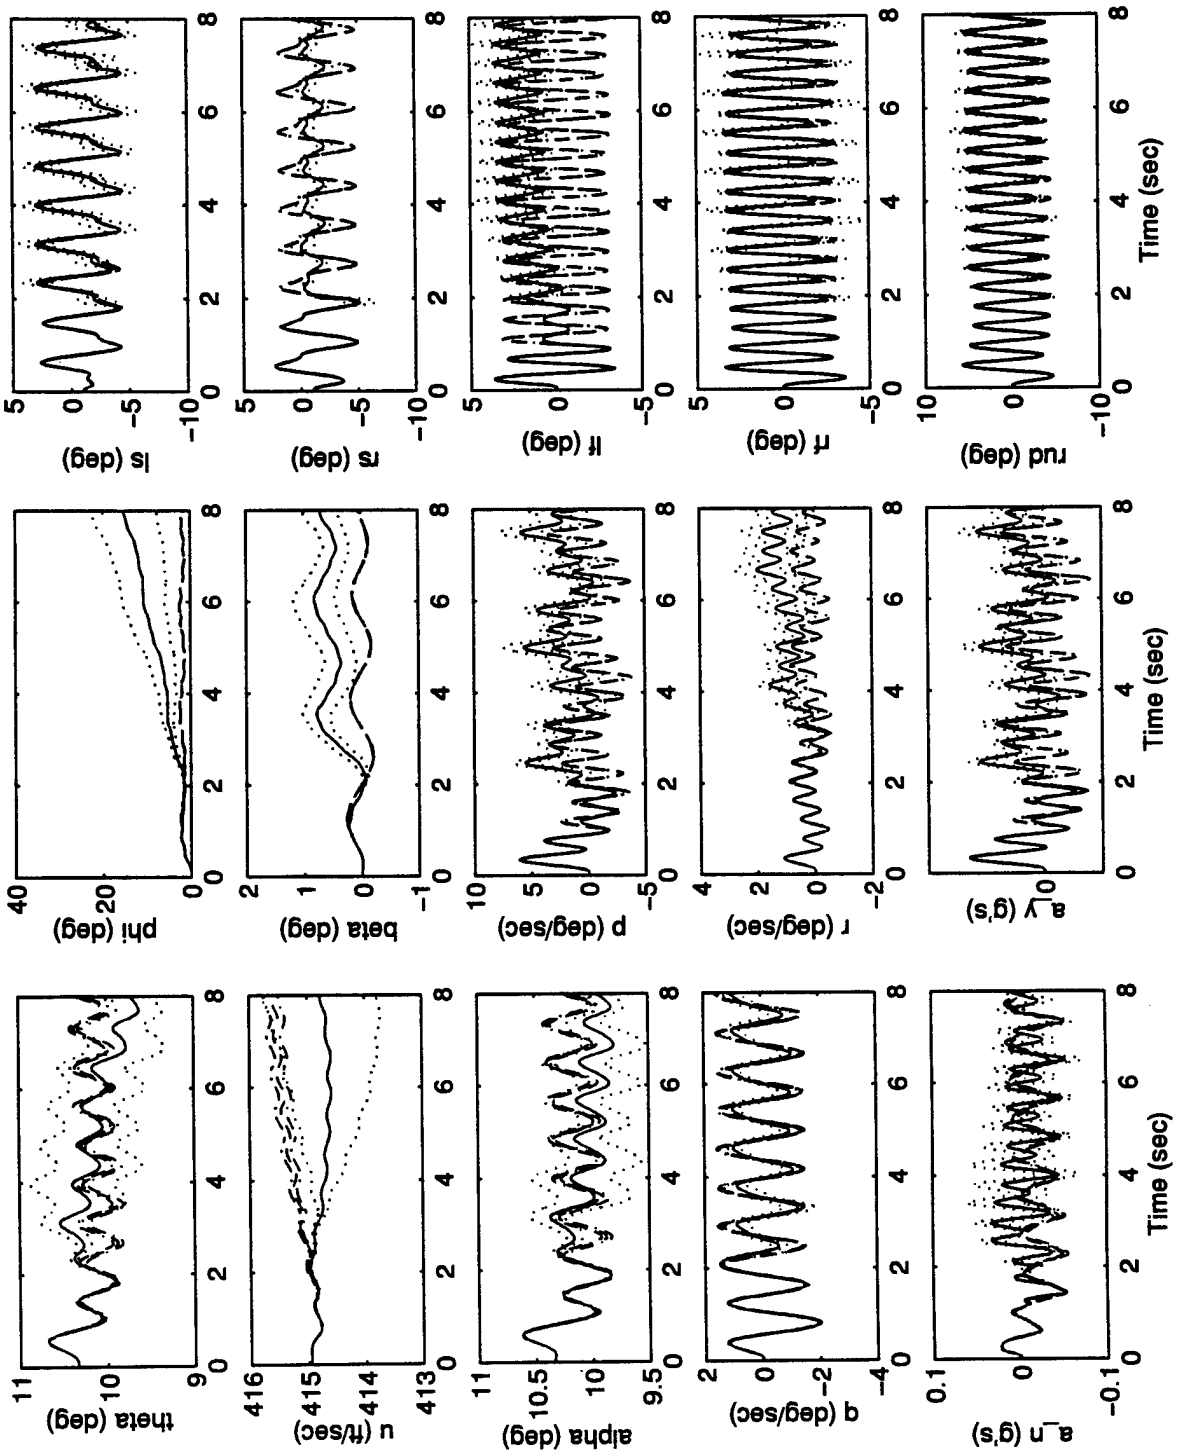 theta (deg)
11
10
9
0 2 4 6 8
phi (deg)
40
20
0
0 2 4 6 8
ls (deg)
5
0
-5
-10
0 2 4 6 8
u (ft/sec)
416
415
414
413
0 2 4 6 8
beta (deg)
2
1
0
-1
0 2 4 6 8
rs (deg)
5
0
-5
-10
0 2 4 6 8
alpha (deg)
11
10.5
10
9.5
0 2 4 6 8
p (deg/sec)
10
5
0
-5
0 2 4 6 8
lf (deg)
5
0
-5
0 2 4 6 8
q (deg/sec)
2
0
-2
-4
0 2 4 6 8
r (deg/sec)
4
2
0
-2
0 2 4 6 8
rf (deg)
5
0
-5
0 2 4 6 8
a_n (g's)
0.1
0
-0.1
0 2 4 6 8
Time (sec)
a_y (g's)
0
0 2 4 6 8
Time (sec)
rud (deg)
10
0
-10
0 2 4 6 8
Time (sec)